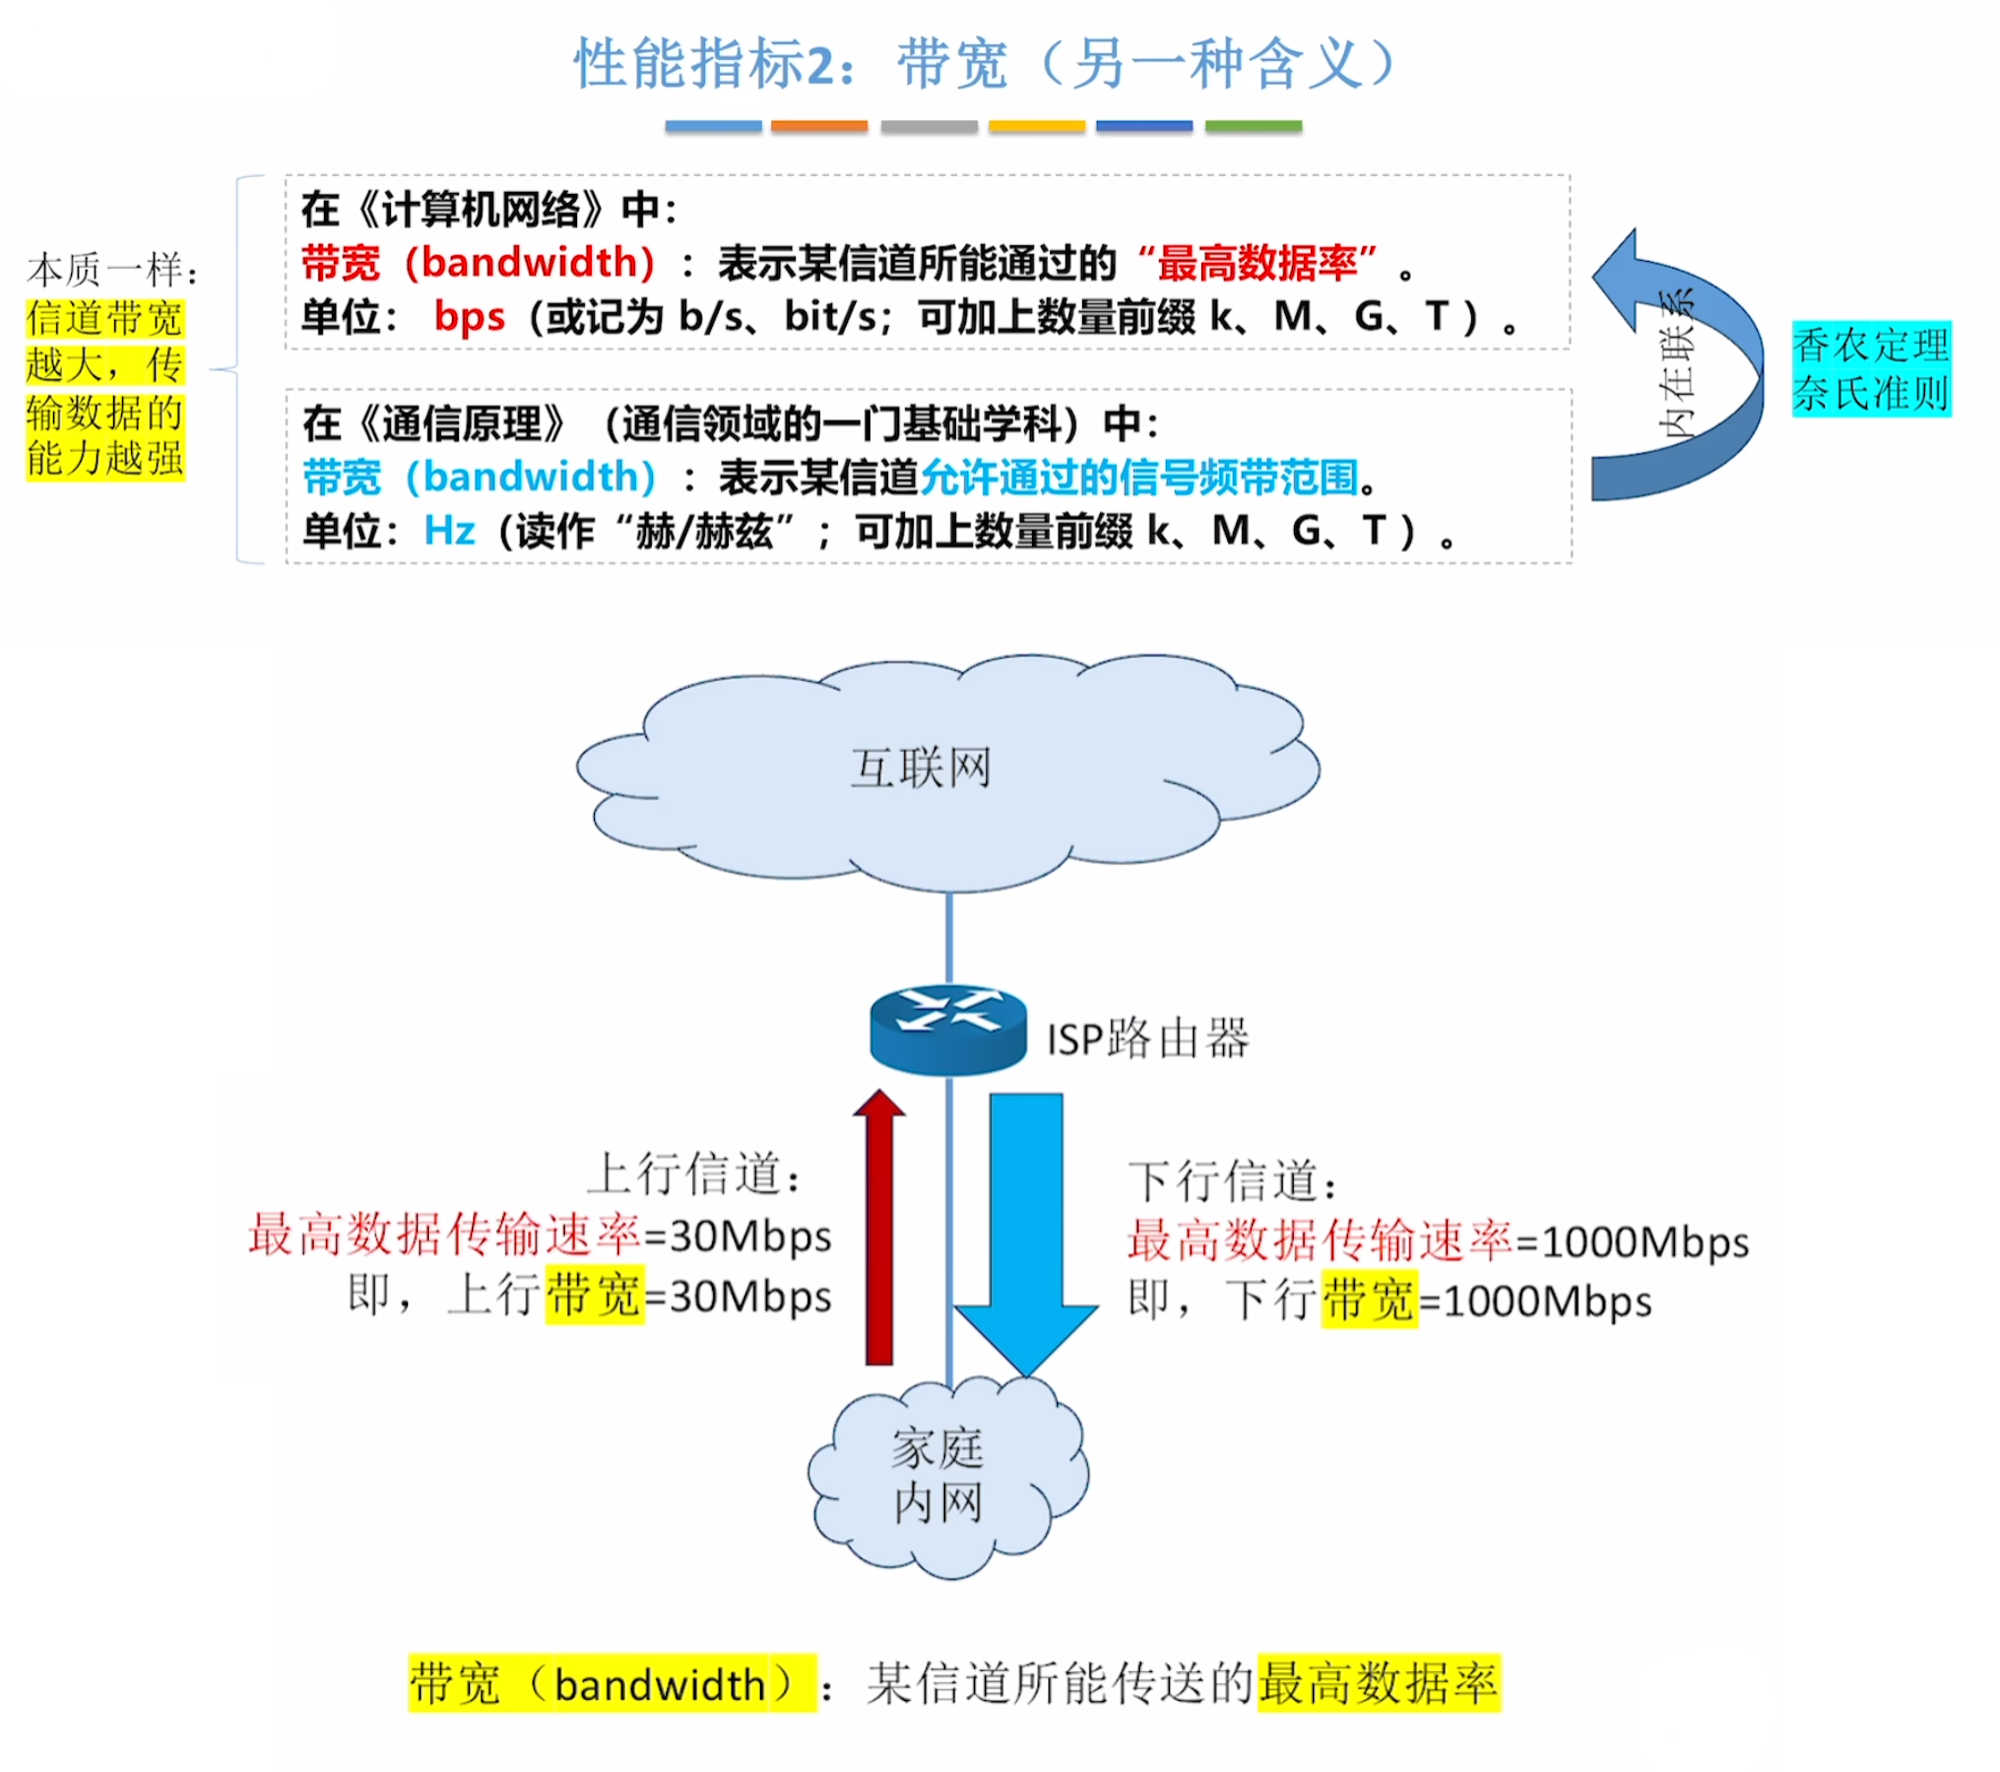 性能指标2：带宽（另一种含义）
在《计算机网络》中：
带宽（bandwidth）：表示某信道所能通过的“最高数据率”。
单位： bps（或记为 b/s、bit/s；可加上数量前缀 k、M、G、T ）。
本质一样：
信道带宽
越大，传
输数据的
能力越强
在《通信原理》（通信领域的一门基础学科）中：
带宽（bandwidth）：表示某信道允许通过的信号频带范围。
单位：Hz（读作“赫/赫兹”；可加上数量前缀 k、M、G、T ）。
内在联系
香农定理
奈氏准则
互联网
ISP路由器
上行信道：
最高数据传输速率=30Mbps
即，上行带宽=30Mbps
下行信道：
最高数据传输速率=1000Mbps
即，下行带宽=1000Mbps
家庭
内网
带宽（bandwidth）：某信道所能传送的最高数据率